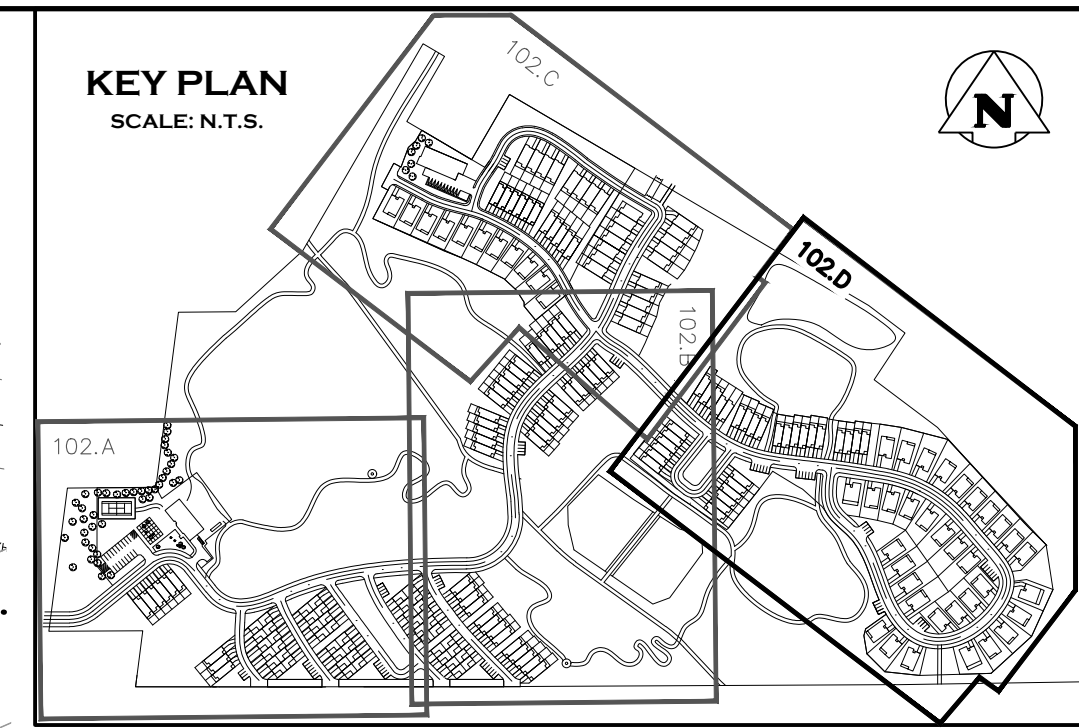 KEY PLAN
SCALE: N.T.S.
102.C
N
102.D
102.B
102.A